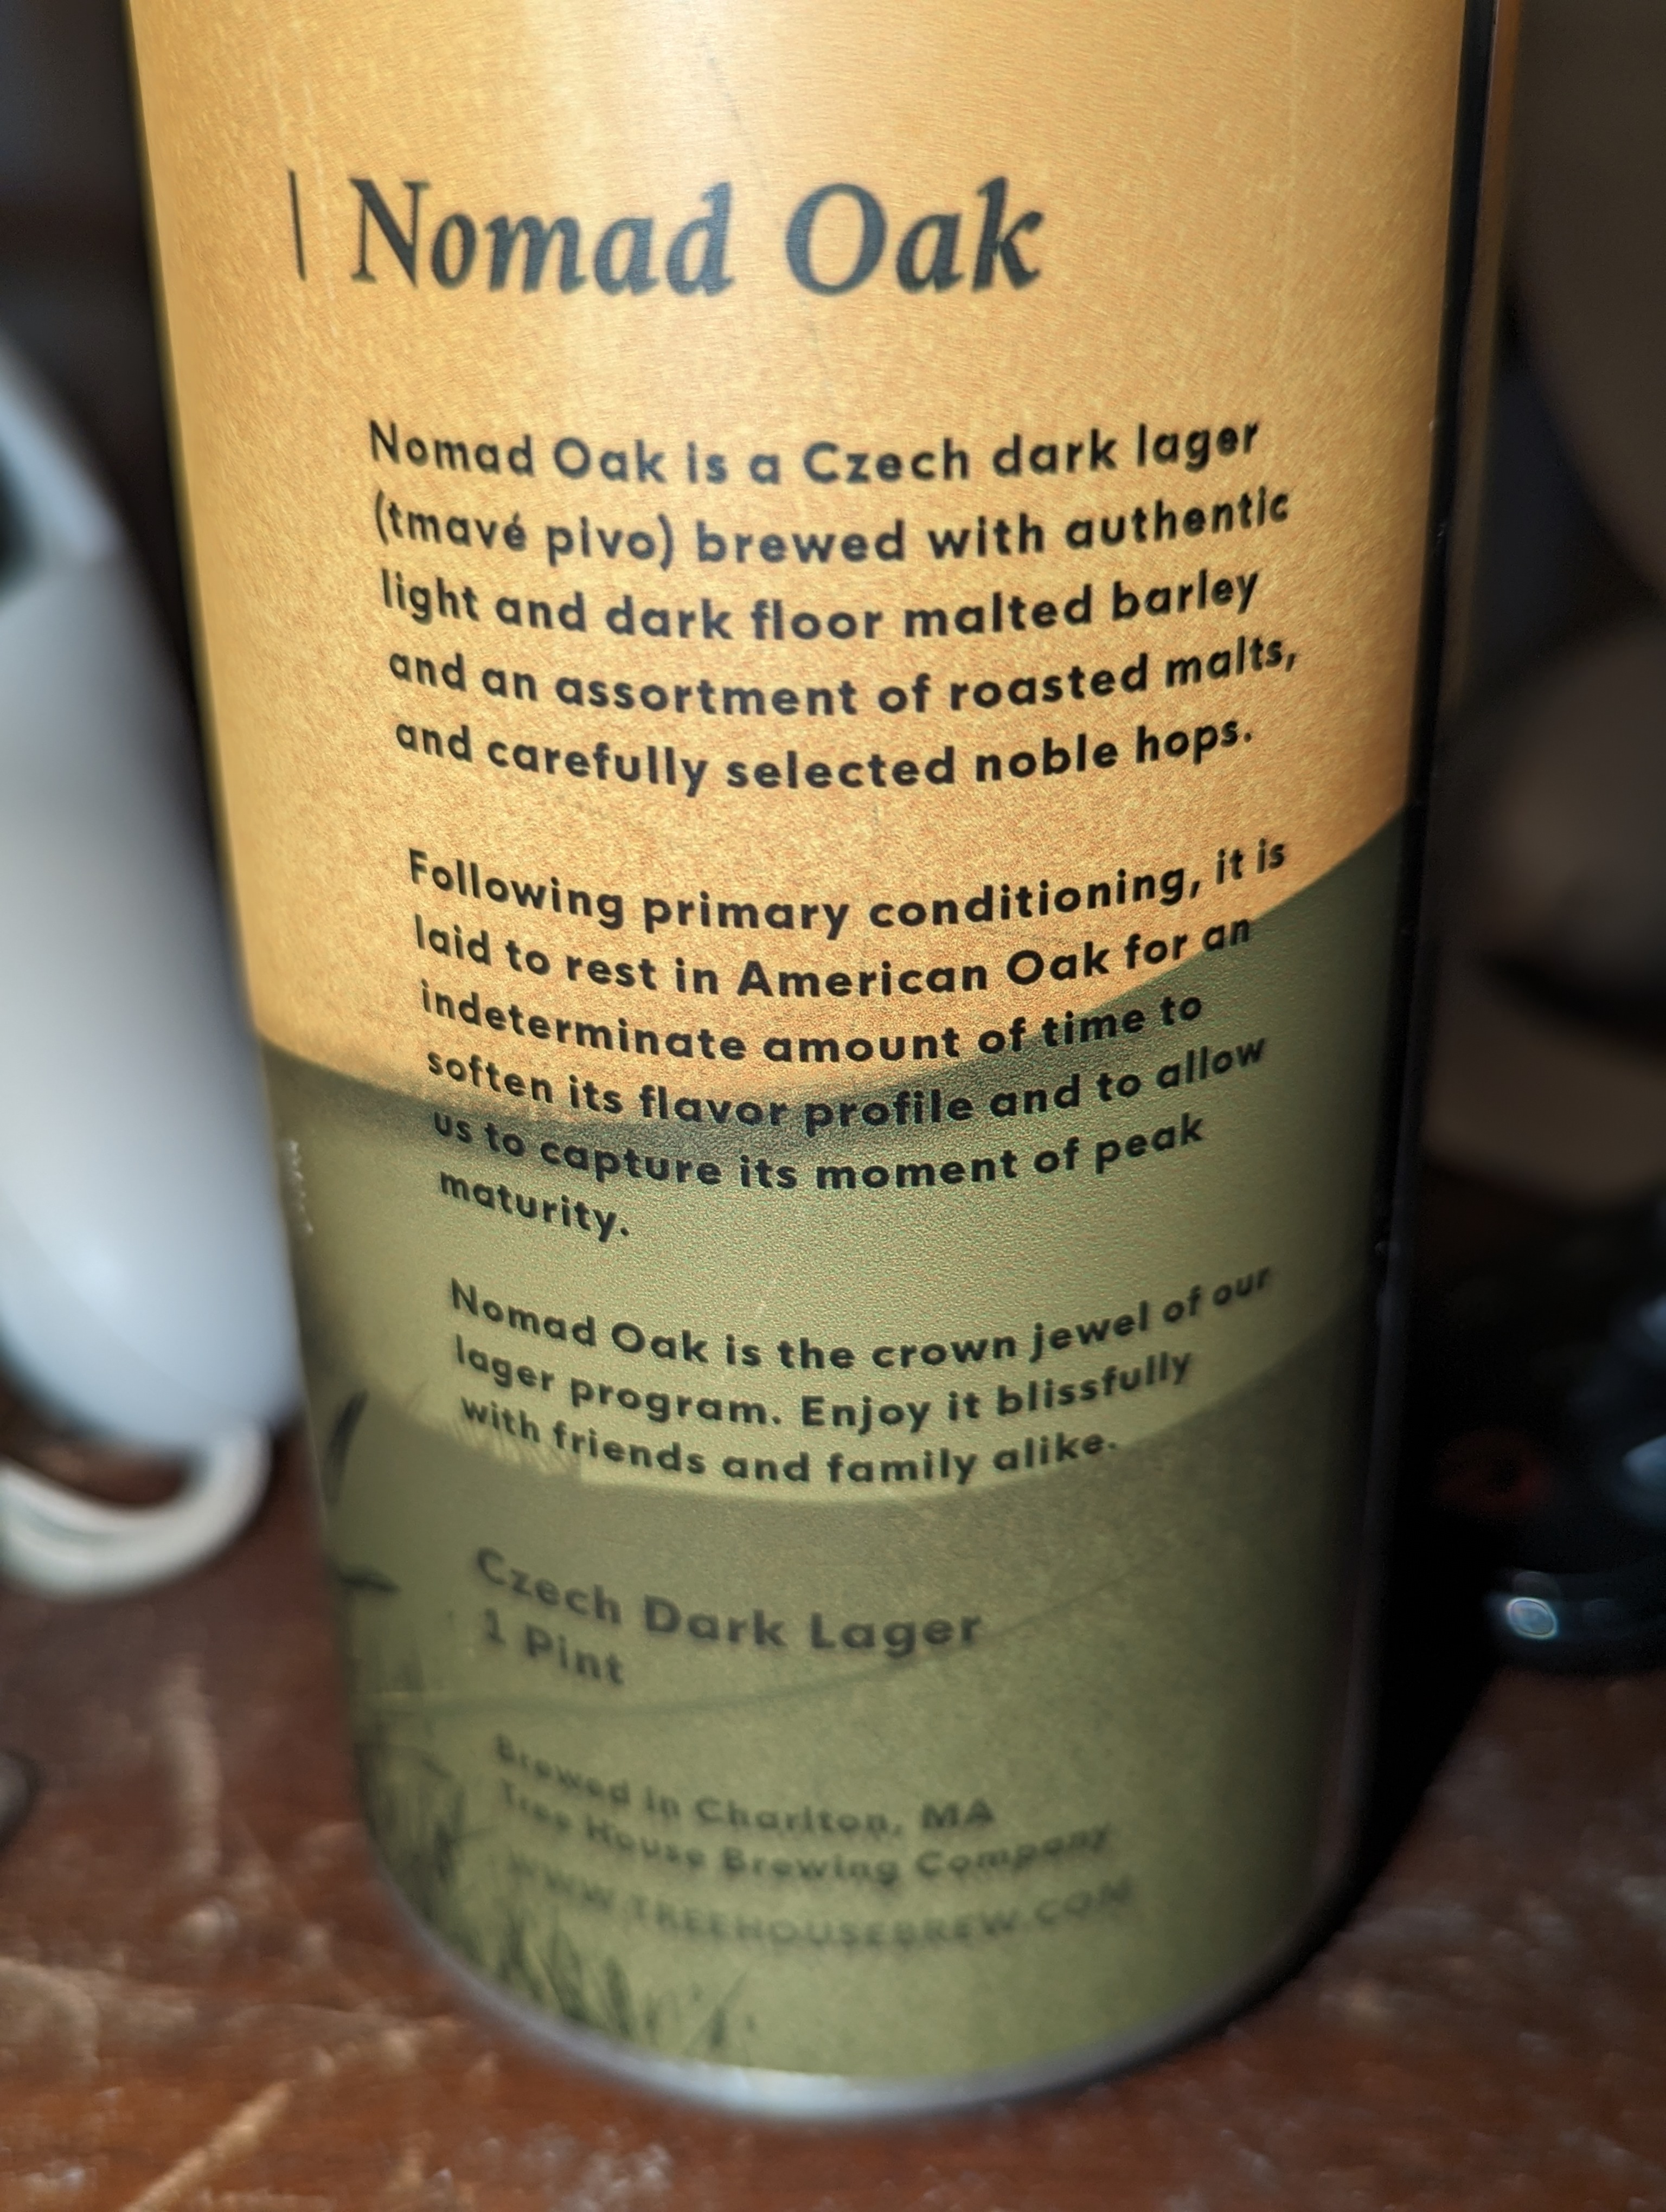 | Nomad Oak
Nomad Oak is a Czech dark lager
(tmavé pivo) brewed with authentic
light and dark floor malted barley
and an assortment of roasted malts,
and carefully selected noble hops.
Following primary conditioning, it is
laid to rest in American Oak for an
indeterminate amount of time to
soften its flavor profile and to allow
us to capture its moment of peak
maturity.
Nomad Oak is the crown jewel of our
lager program. Enjoy it blissfully
with friends and family alike.
Czech Dark Lager
1 Pint
Brewed in Charlton, MA
Tree House Brewing Company
WWW.TREEHOUSEBREW.COM